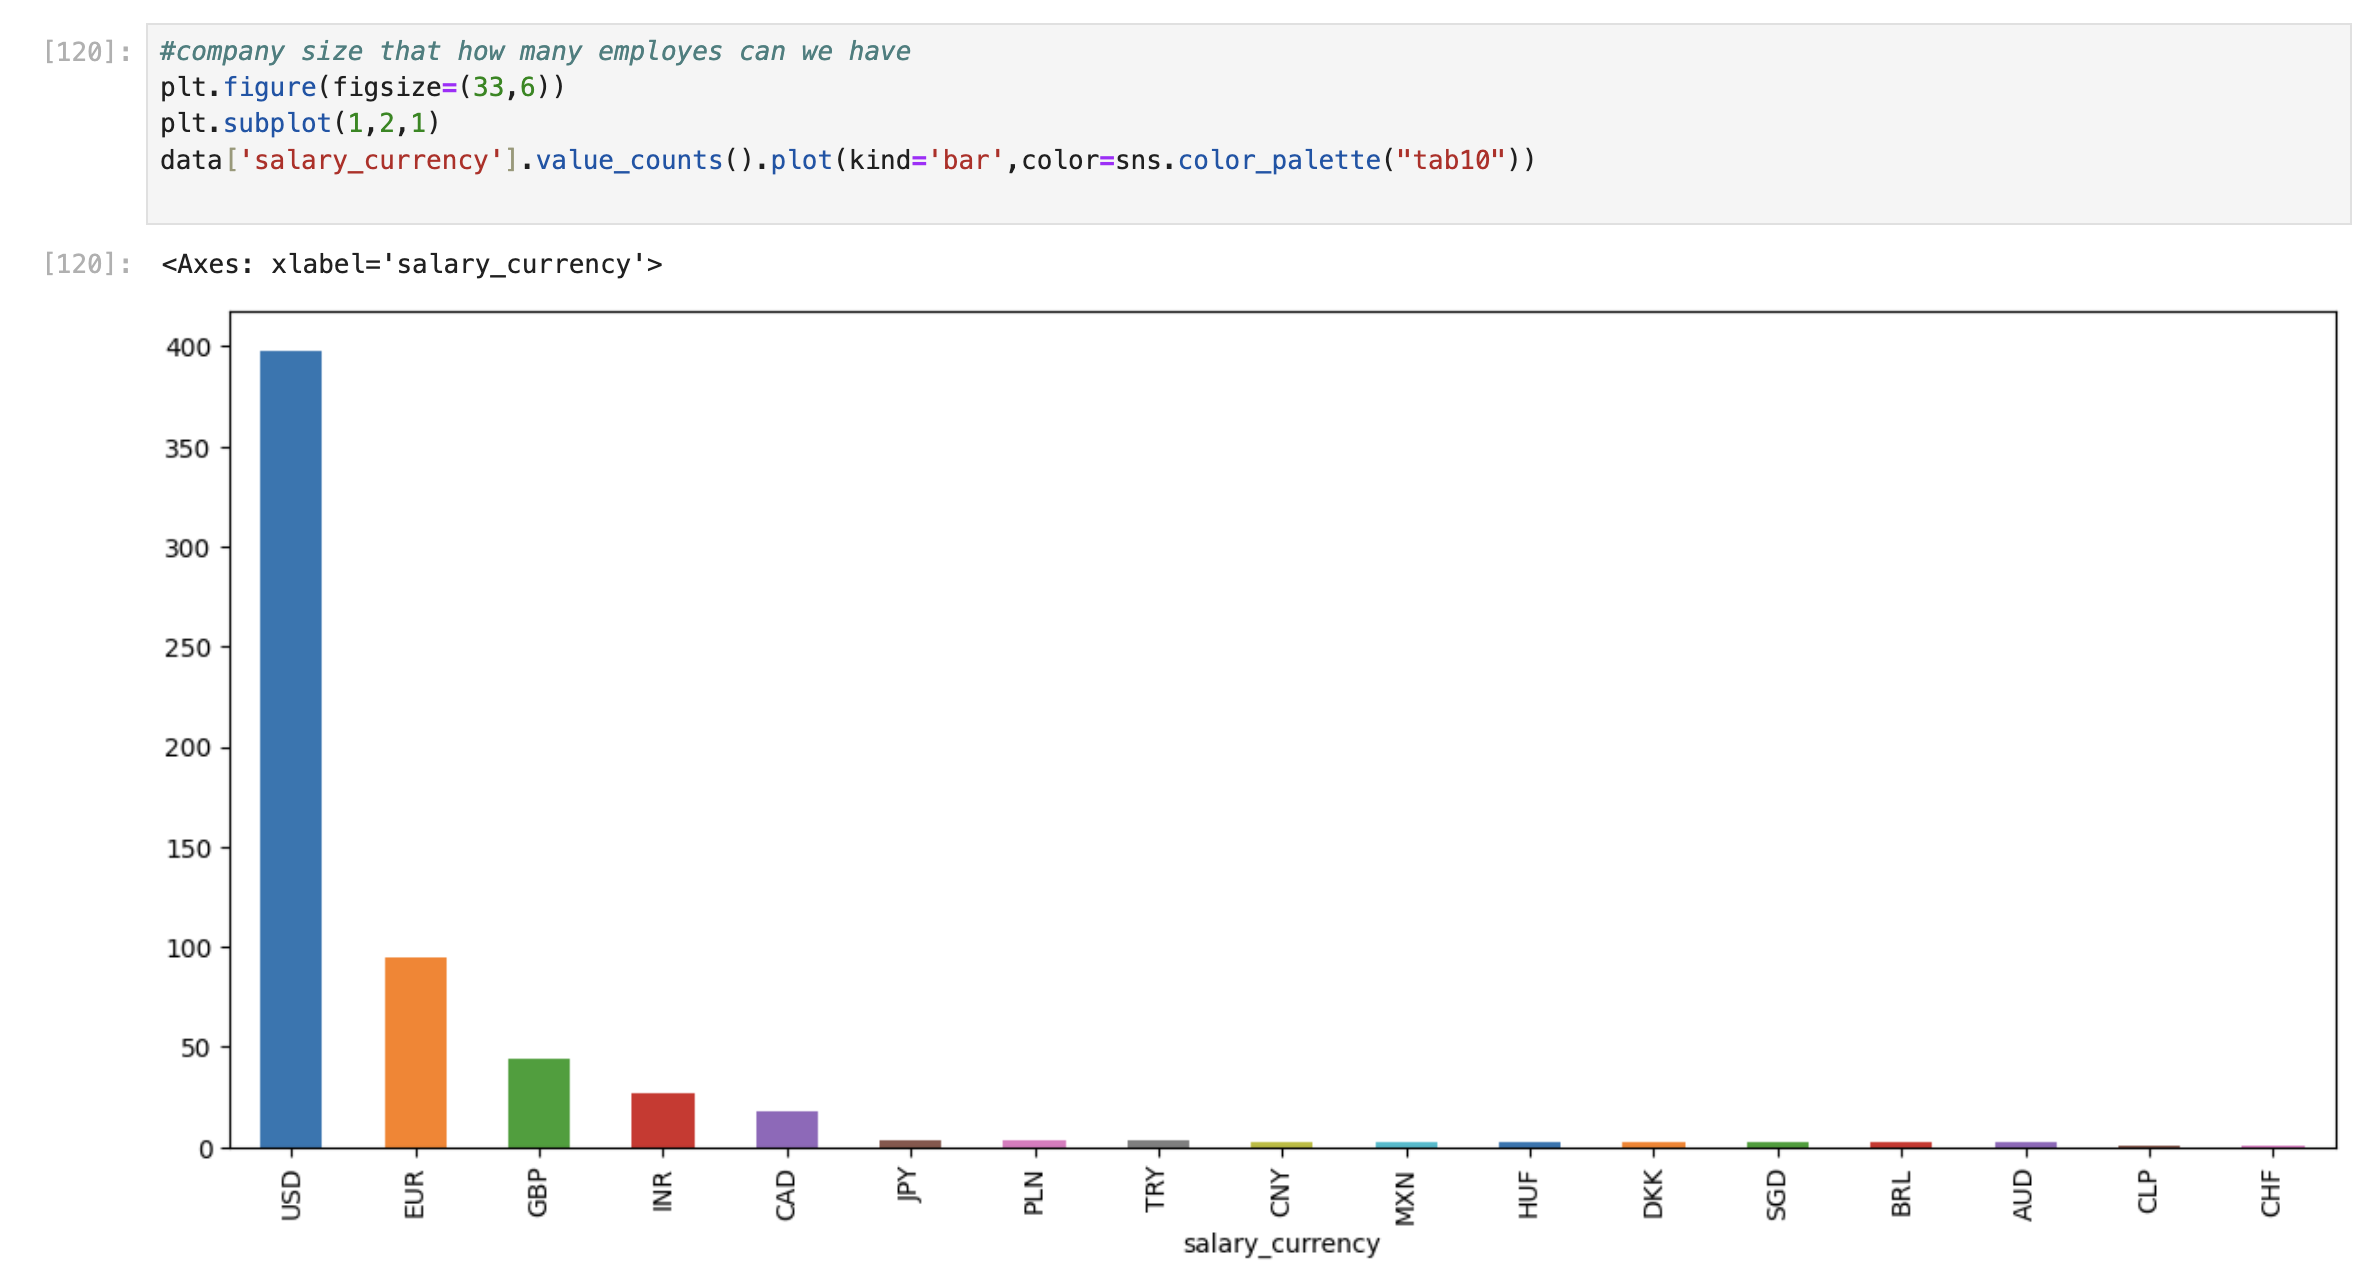 [120]: #company size that how many employes can we have
plt.figure(figsize=(33,6))
plt.subplot(1,2,1)
data['salary_currency'].value_counts().plot(kind='bar',color=sns.color_palette("tab10"))
[120]: <Axes: xlabel='salary_currency'>
400
350
300
250
200
150
100
50
0
USD EUR GBP INR CAD JPY PLN TRY CNY MXN HUF DKK SGD BRL AUD CLP CHF
salary_currency